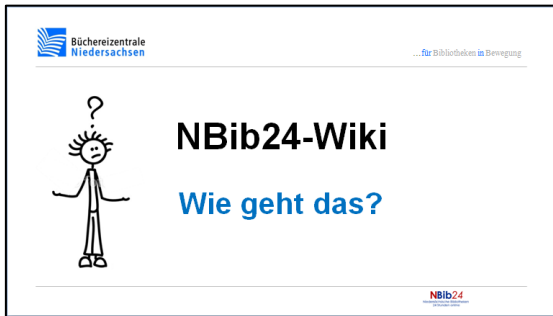 Büchereizentrale
Niedersachsen
…für Bibliotheken in Bewegung
?
NBib24-Wiki
Wie geht das?
NBib24